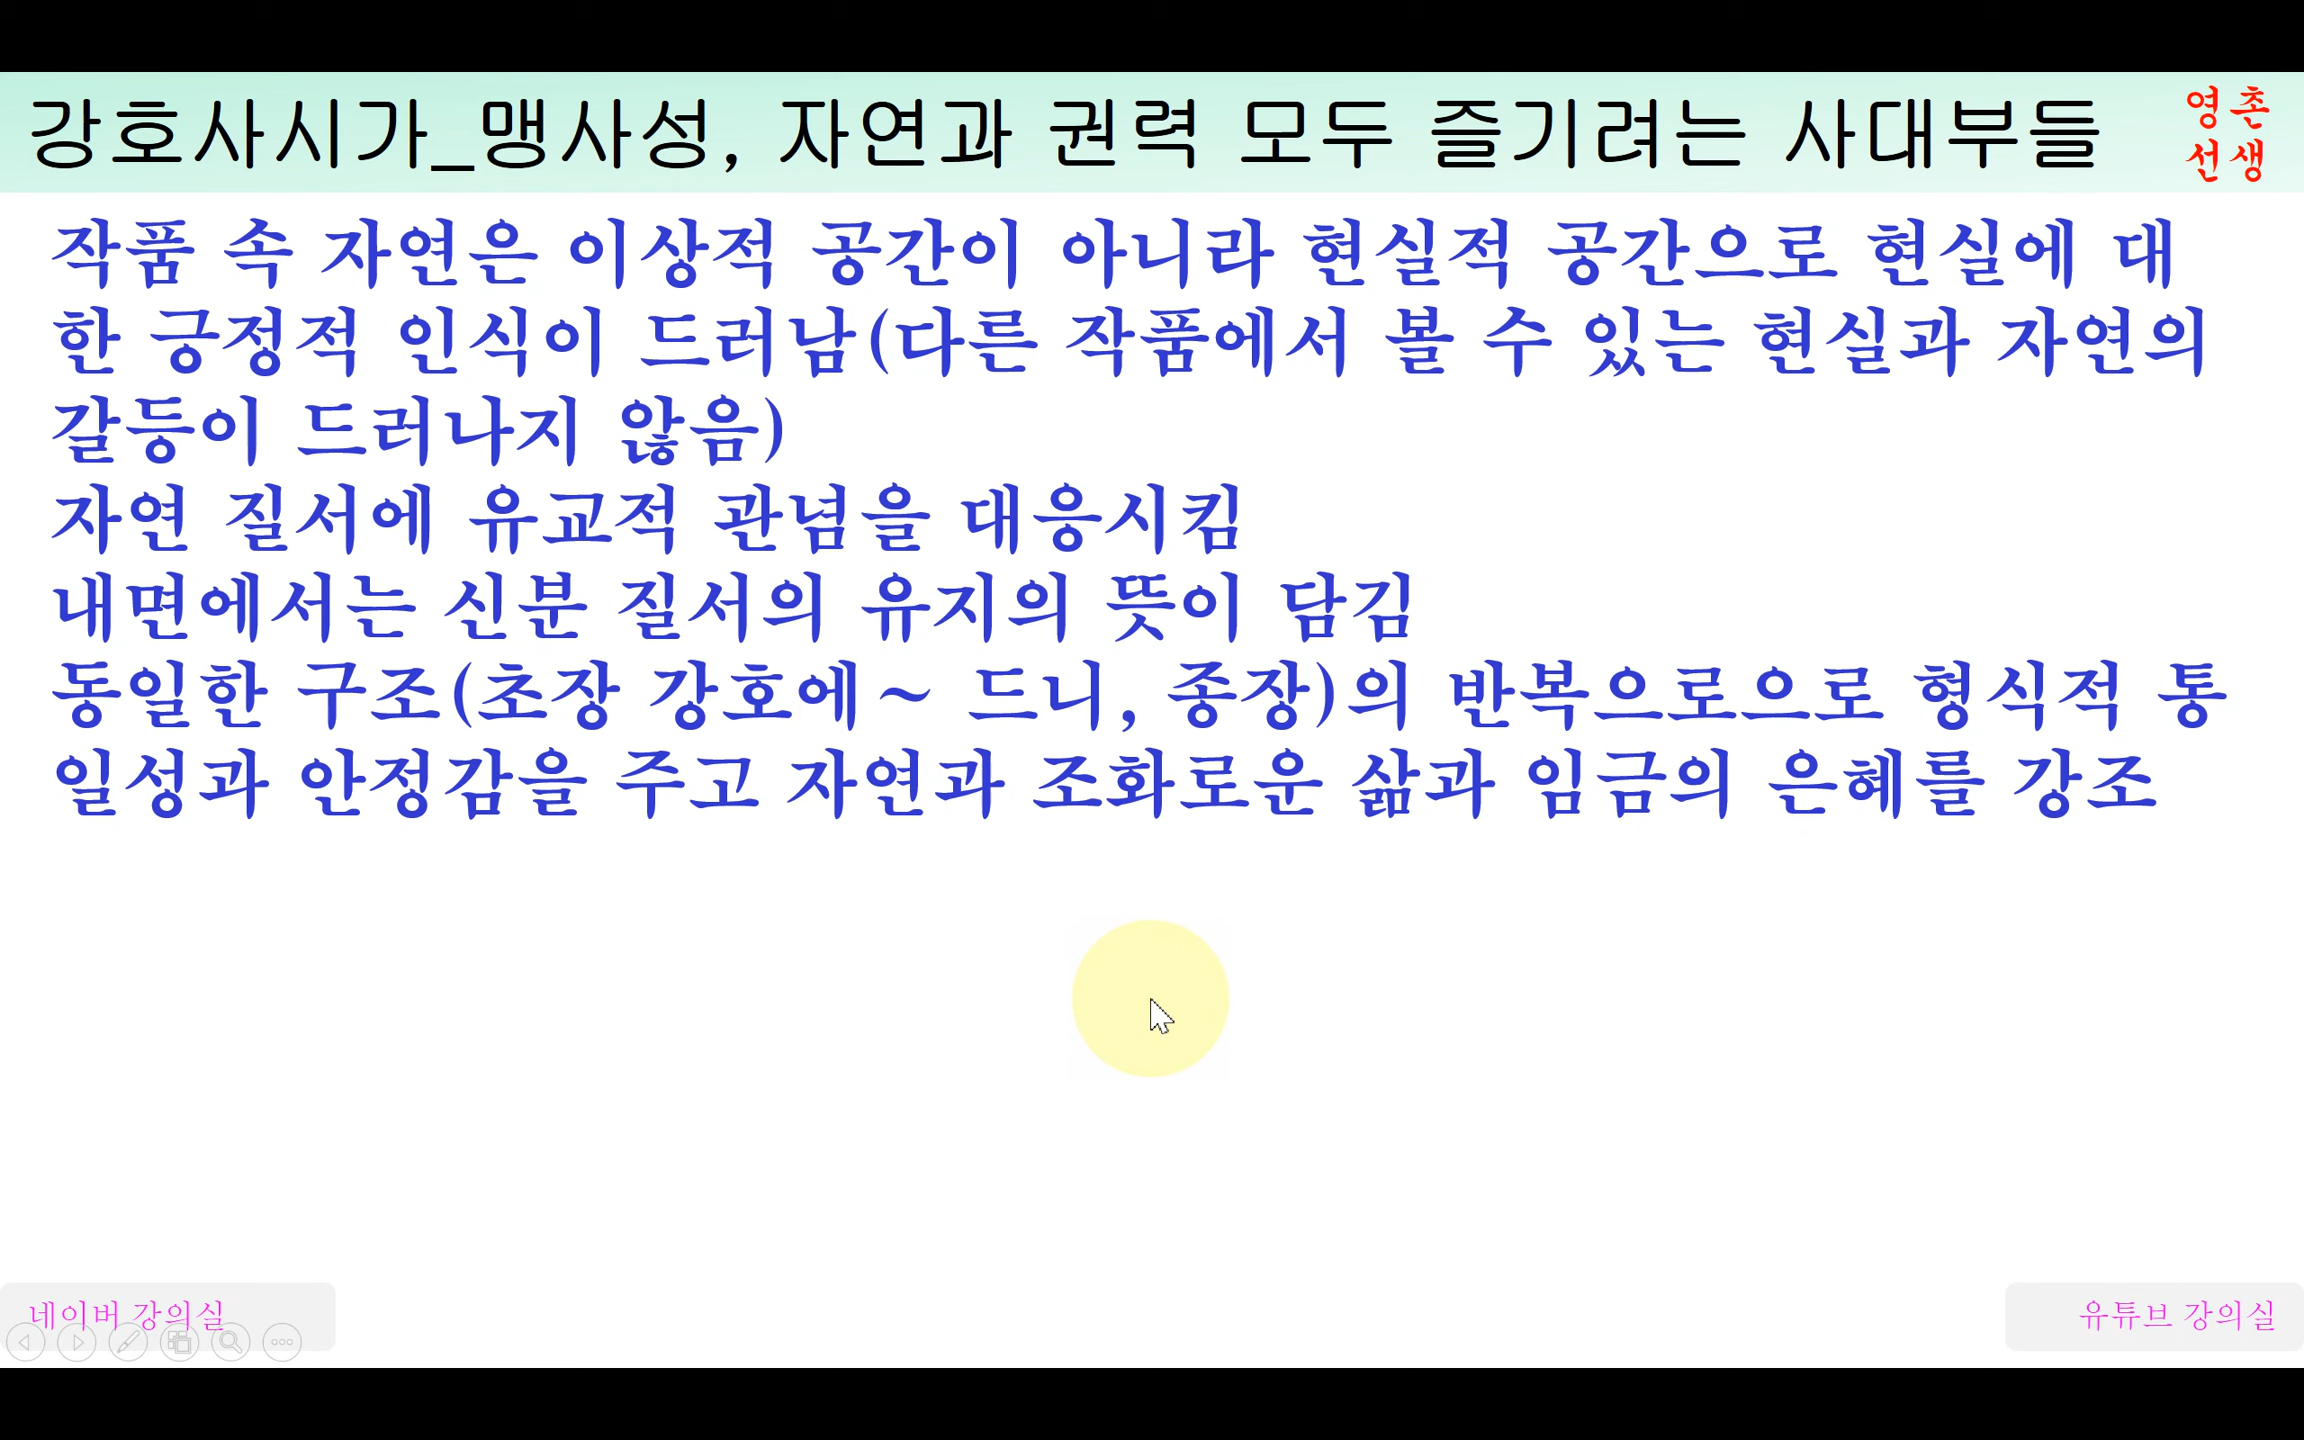 강호사시가_맹사성, 자연과 권력 모두 즐기려는 사대부들
영촌
선생
작품 속 자연은 이상적 공간이 아니라 현실적 공간으로 현실에 대
한 긍정적 인식이 드러남(다른 작품에서 볼 수 있는 현실과 자연의
갈등이 드러나지 않음)
자연 질서에 유교적 관념을 대응시킴
내면에서는 신분 질서의 유지의 뜻이 담김
동일한 구조(초장 강호에~ 드니, 종장)의 반복으로으로 형식적 통
일성과 안정감을 주고 자연과 조화로운 삶과 임금의 은혜를 강조
네이버 강의실
유튜브 강의실